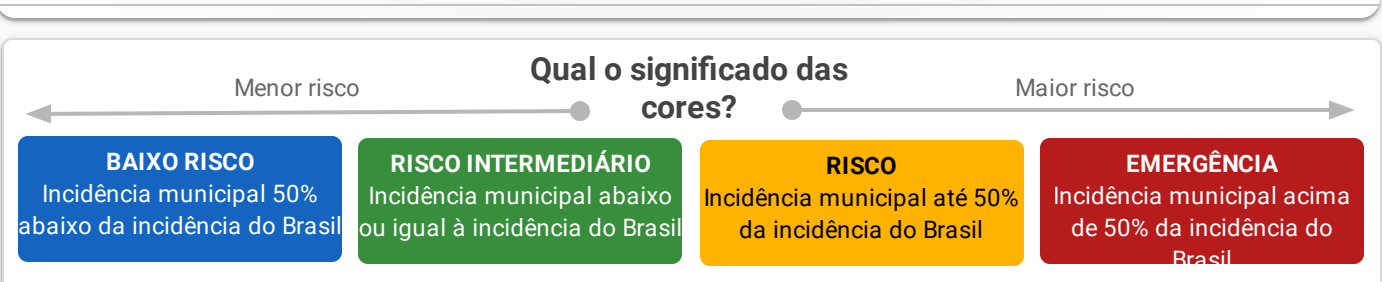 Qual o significado das
cores?
Menor risco
Maior risco
BAIXO RISCO
Incidência municipal 50%
abaixo da incidência do Brasil
RISCO INTERMEDIÁRIO
Incidência municipal abaixo
ou igual à incidência do Brasil
RISCO
Incidência municipal até 50%
da incidência do Brasil
EMERGÊNCIA
Incidência municipal acima
de 50% da incidência do
Brasil